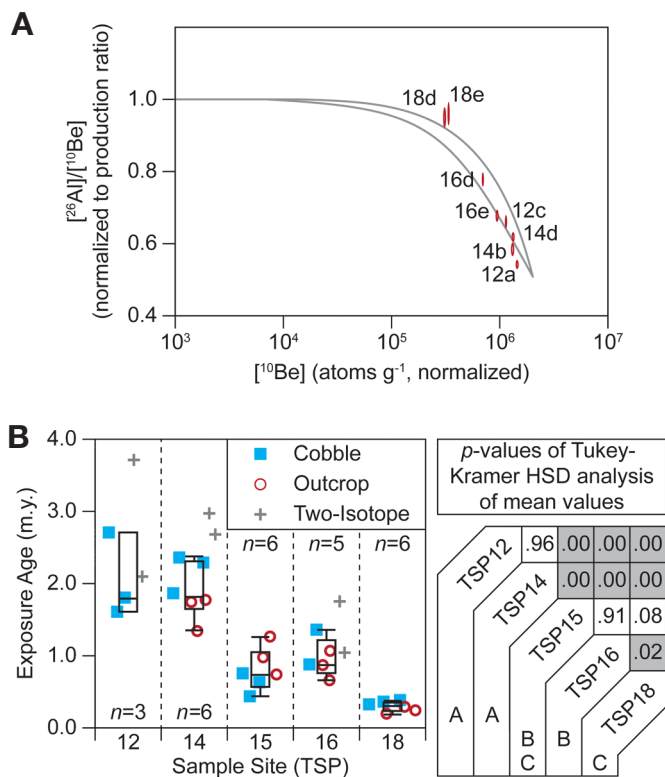 A
[²⁶Al]/[¹⁰Be]
(normalized to production ratio)
1.0
0.8
0.6
0.4
18d
18e
16d
16e
12c
14d
14b
12a
10³
10⁴
10⁵
10⁶
10⁷
[¹⁰Be] (atoms g⁻¹, normalized)
B
Exposure Age (m.y.)
4.0
3.0
2.0
1.0
0.0
Cobble
Outcrop
Two-Isotope
n=3
n=6
n=6
n=5
n=6
12
14
15
16
18
Sample Site (TSP)
p-values of Tukey-
Kramer HSD analysis
of mean values
TSP12 .96 .00 .00 .00
TSP14 .00 .00 .00
TSP15 .91 .08
TSP16 .02
TSP18
A
A
B
C
B
C